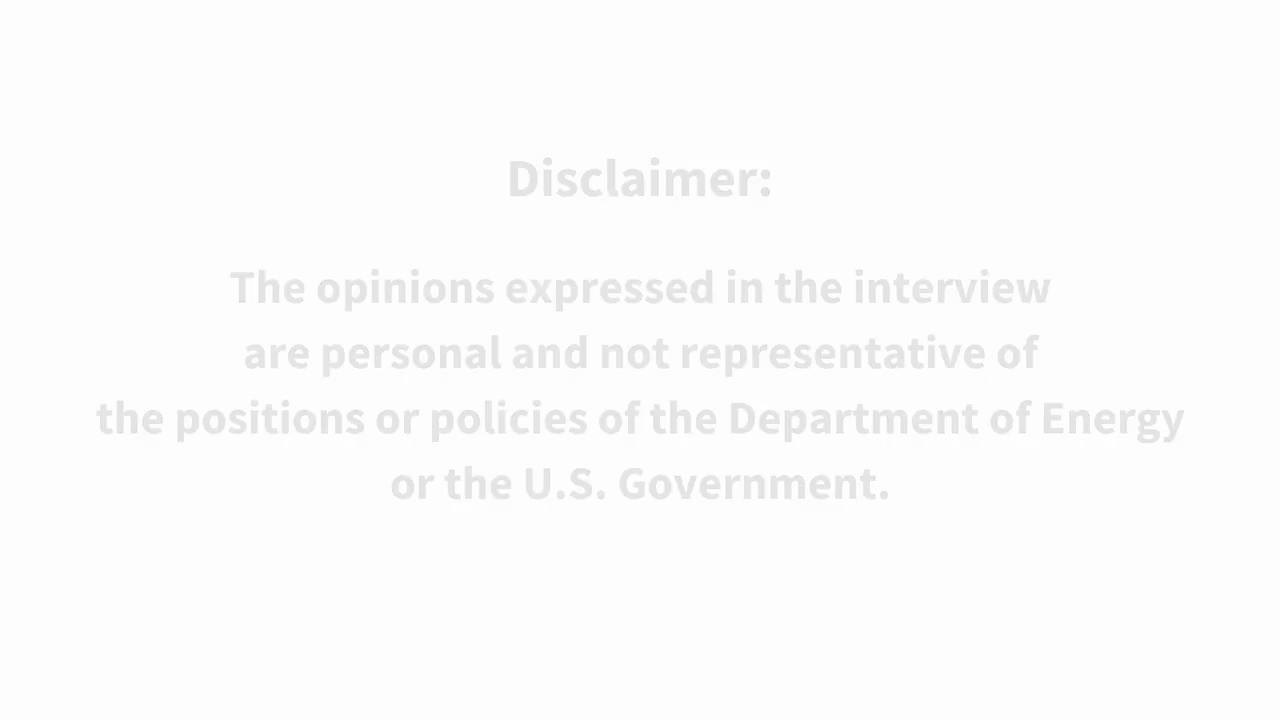 Disclaimer:
The opinions expressed in the interview
are personal and not representative of
the positions or policies of the Department of Energy
or the U.S. Government.